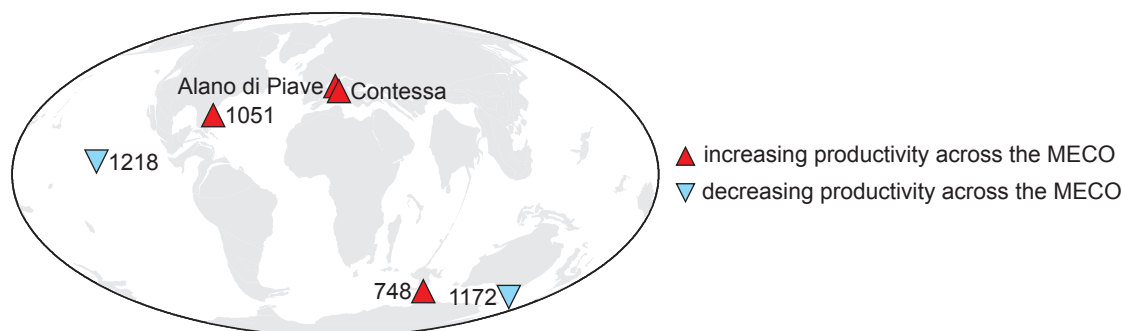 Alano di Piave
Contessa
1051
1218
increasing productivity across the MECO
decreasing productivity across the MECO
748
1172